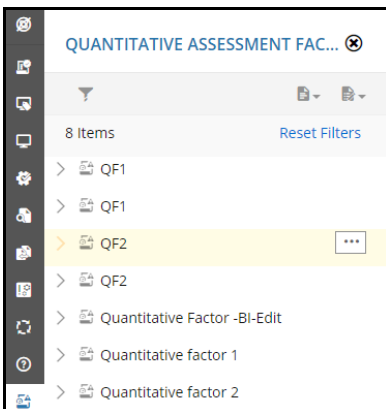 QUANTITATIVE ASSESSMENT FAC...
8 Items Reset Filters
QF1
QF1
QF2
QF2
Quantitative Factor -BI-Edit
Quantitative factor 1
Quantitative factor 2